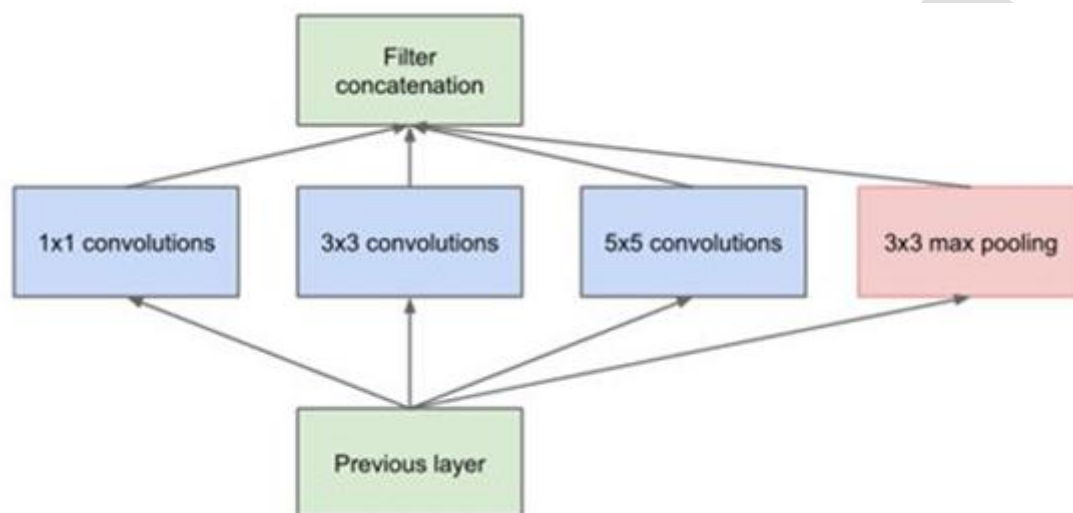 Filter
concatenation
1x1 convolutions
3x3 convolutions
5x5 convolutions
3x3 max pooling
Previous layer